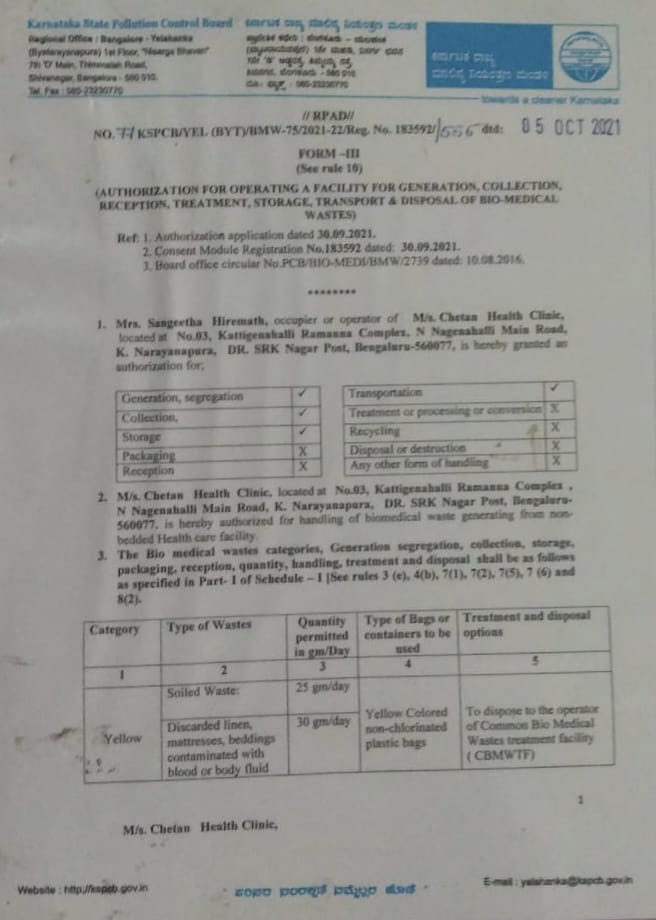 Karnataka State Pollution Control Board
Regional Office : Bangalore - Yelahanka
(Byatarayanapura) 1st Floor, "Nisarga Bhavan"
7th 'D' Main, Thimmaiah Road,
Shivanagar, Bangalore - 560 010.
Tel. Fax : 080-23230770
ಕರ್ನಾಟಕ ರಾಜ್ಯ ಮಾಲಿನ್ಯ ನಿಯಂತ್ರಣ ಮಂಡಳಿ
ಶಿವನಗರ, ಬೆಂಗಳೂರು - 560 010
080-23230770
ಕರ್ನಾಟಕ ರಾಜ್ಯ
ಮಾಲಿನ್ಯ ನಿಯಂತ್ರಣ ಮಂಡಳಿ
towards a cleaner Karnataka
// RPAD//
NO. 77 KSPCB/YEL (BYT)/BMW-75/2021-22/Reg. No. 183592/ dtd: 05 OCT 2021
FORM –III
(See rule 10)
(AUTHORIZATION FOR OPERATING A FACILITY FOR GENERATION, COLLECTION,
RECEPTION, TREATMENT, STORAGE, TRANSPORT & DISPOSAL OF BIO-MEDICAL
WASTES)
Ref: 1. Authorization application dated 30.09.2021.
2. Consent Module Registration No.183592 dated: 30.09.2021.
3. Board office circular No.PCB/BIO-MEDI/BMW/2739 dated: 10.08.2016.
********
1. Mrs. Sangeetha Hiremath, occupier or operator of M/s. Chetan Health Clinic,
located at No.03, Kattigenahalli Ramanna Complex, N Nagenahalli Main Road,
K. Narayanapura, DR. SRK Nagar Post, Bengaluru-560077, is hereby granted an
authorization for;
Generation, segregation ✓
Collection, ✓
Storage ✓
Packaging X
Reception X
Transportation ✓
Treatment or processing or conversion X
Recycling X
Disposal or destruction X
Any other form of handling X
2. M/s. Chetan Health Clinic, located at No.03, Kattigenahalli Ramanna Complex ,
N Nagenahalli Main Road, K. Narayanapura, DR. SRK Nagar Post, Bengaluru-
560077, is hereby authorized for handling of biomedical waste generating from non-
bedded Health care facility.
3. The Bio medical wastes categories, Generation segregation, collection, storage,
packaging, reception, quantity, handling, treatment and disposal shall be as follows
as specified in Part- I of Schedule – I [See rules 3 (e), 4(b), 7(1), 7(2), 7(5), 7 (6) and
8(2).
Category Type of Wastes Quantity permitted in gm/Day Type of Bags or containers to be used Treatment and disposal options
1 2 3 4 5
Yellow
Soiled Waste: 25 gm/day
Discarded linen, mattresses, beddings contaminated with blood or body fluid 30 gm/day
Yellow Colored non-chlorinated plastic bags
To dispose to the operator of Common Bio Medical Wastes treatment facility ( CBMWTF)
1
M/s. Chetan Health Clinic,
Website : http://kspcb.gov.in
E-mail : yelahanka@kspcb.gov.in